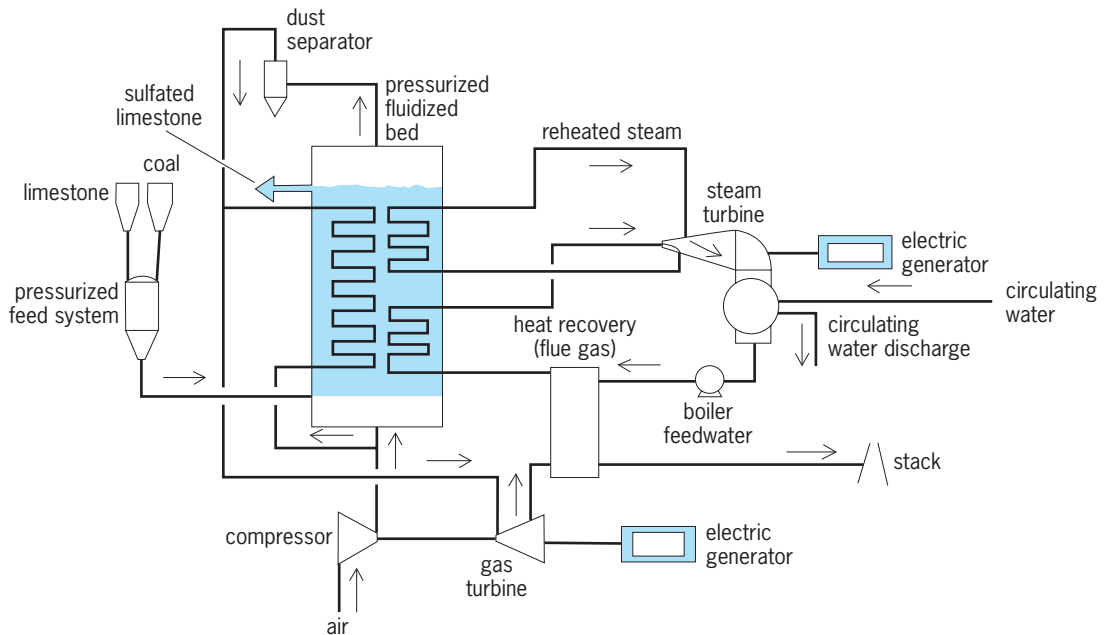 dust
separator
pressurized
fluidized
bed
sulfated
limestone
reheated steam
coal
limestone
steam
turbine
electric
generator
pressurized
feed system
circulating
water
heat recovery
(flue gas)
circulating
water discharge
boiler
feedwater
stack
compressor
electric
generator
gas
turbine
air